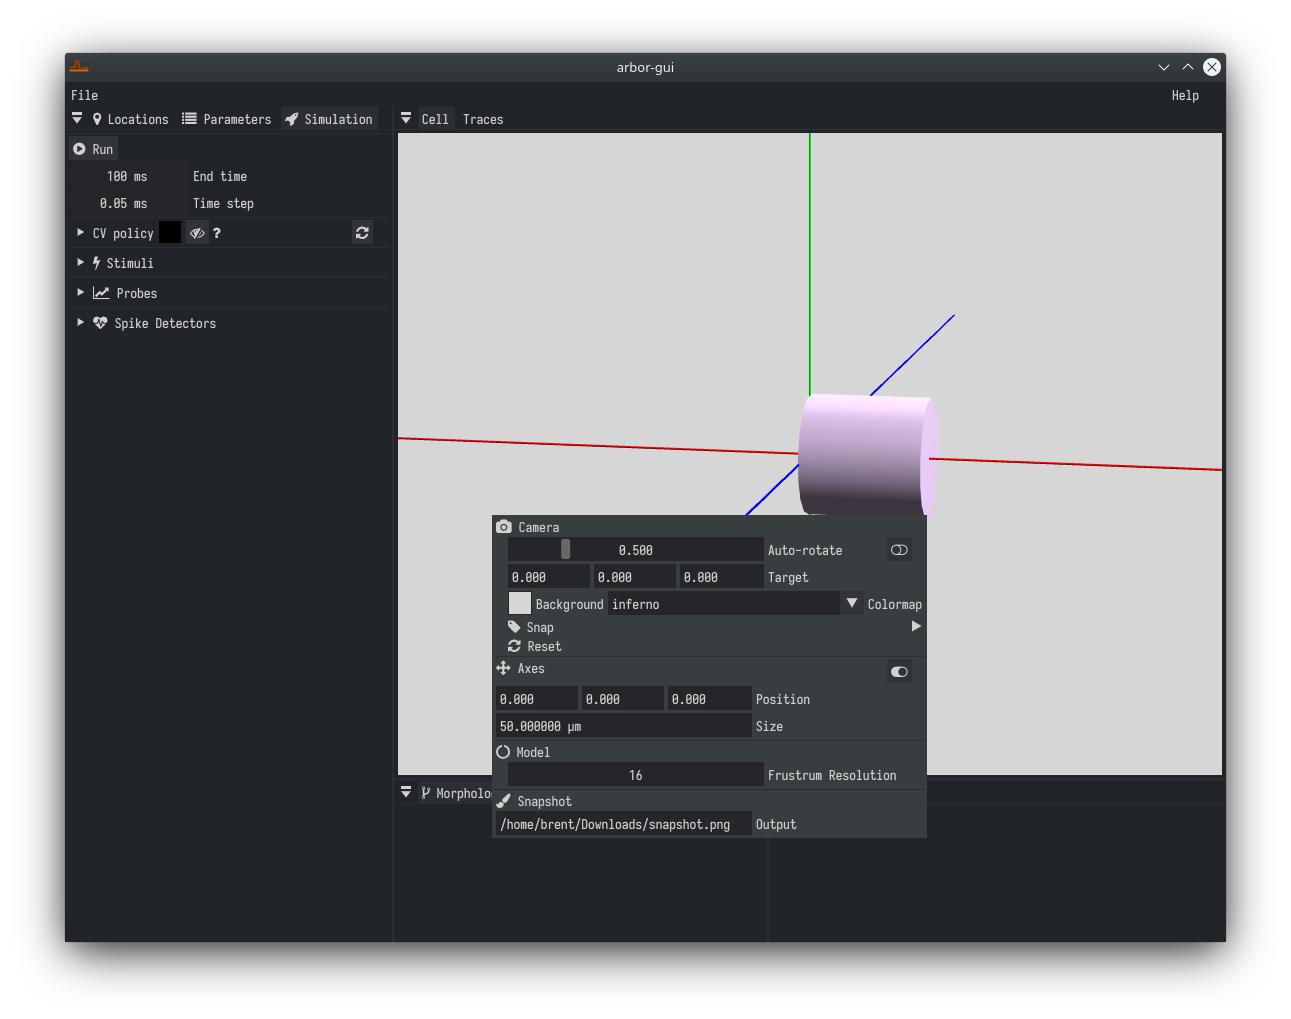 arbor-gui
File Help
Locations Parameters Simulation
Cell Traces
Run
100 ms End time
0.05 ms Time step
CV policy ?
Stimuli
Probes
Spike Detectors
Camera
0.500 Auto-rotate
0.000 0.000 0.000 Target
Background inferno Colormap
Snap
Reset
Axes
0.000 0.000 0.000 Position
50.000000 µm Size
Model
16 Frustrum Resolution
Morpholo
Snapshot
/home/brent/Downloads/snapshot.png Output